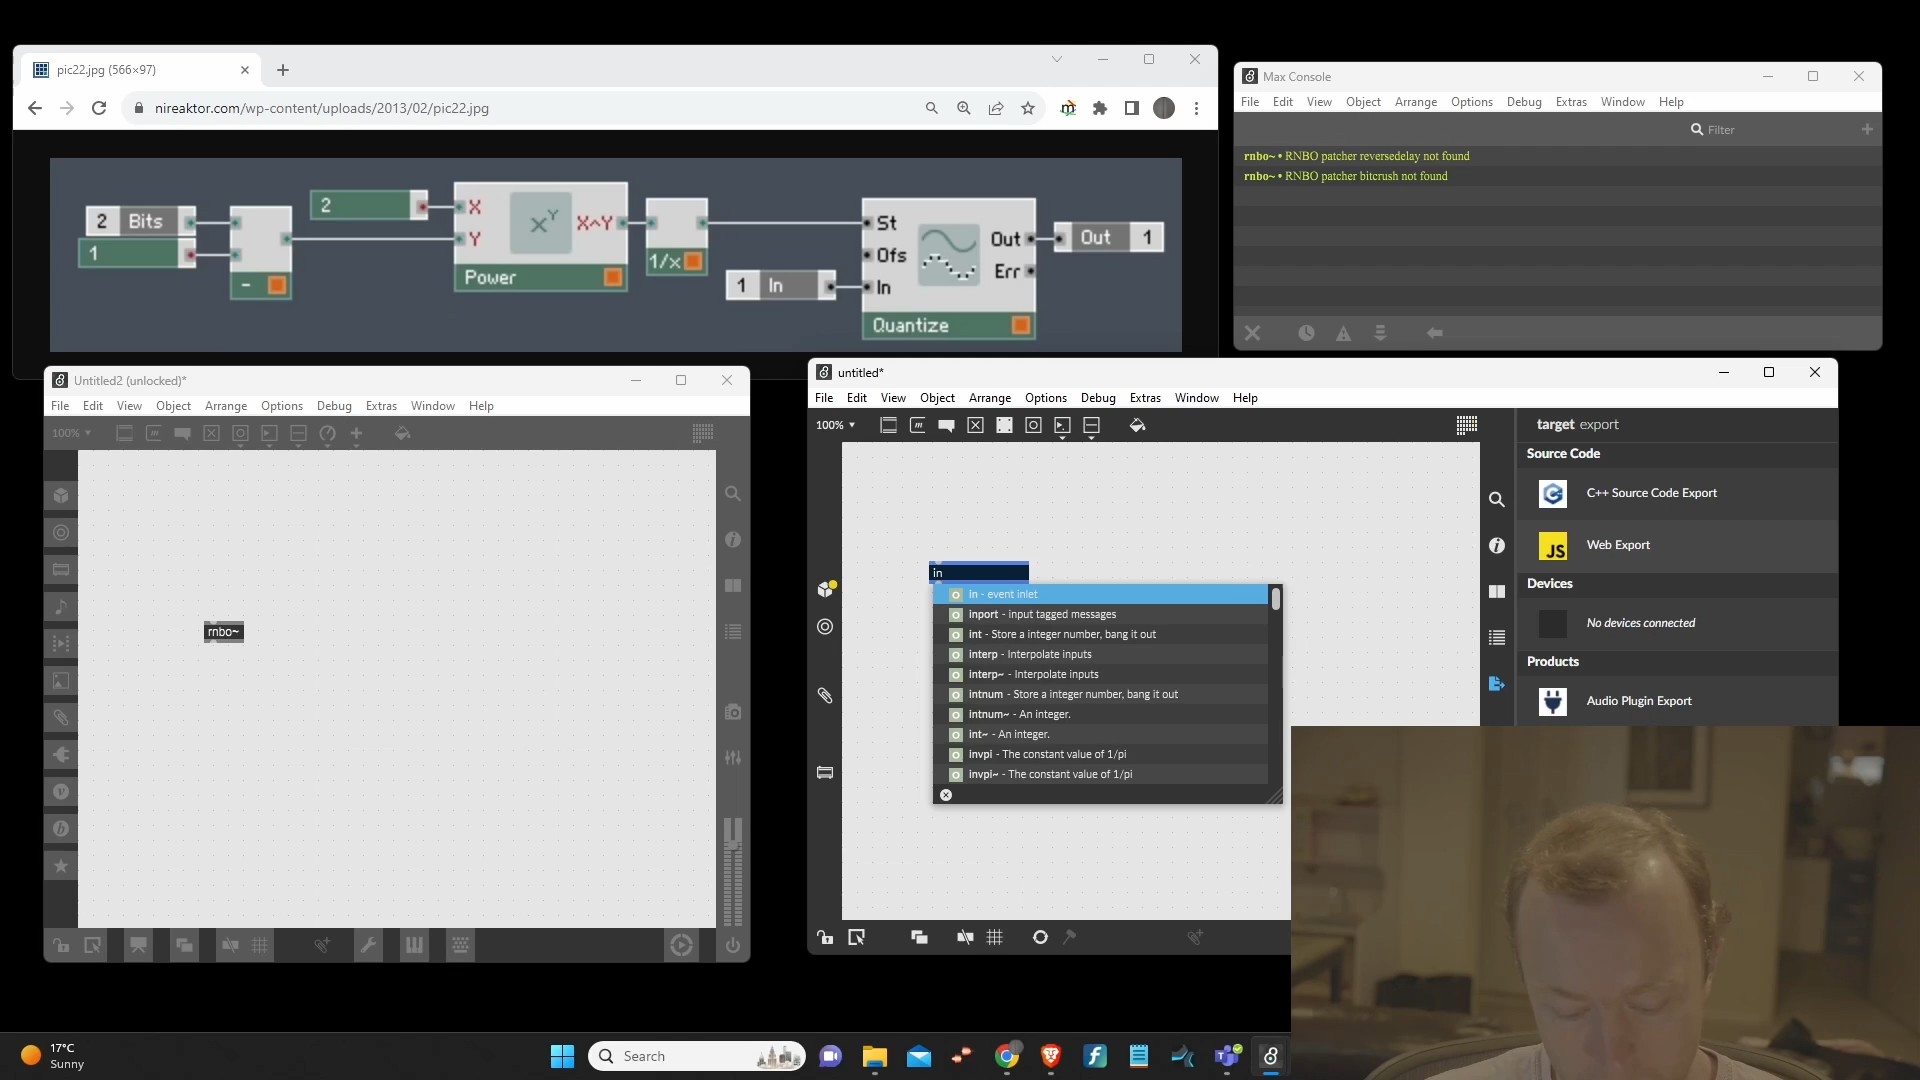 pic22.jpg (566×97)
nireaktor.com/wp-content/uploads/2013/02/pic22.jpg
2 Bits
1
-
2
X
Y
X^Y
xʸ
Power
1/x
1 In
St
Ofs
In
Out
Err
Quantize
Out 1
Max Console
File Edit View Object Arrange Options Debug Extras Window Help
Filter
rnbo~ • RNBO patcher reversedelay not found
rnbo~ • RNBO patcher bitcrush not found
Untitled2 (unlocked)*
File Edit View Object Arrange Options Debug Extras Window Help
100%
rnbo~
untitled*
File Edit View Object Arrange Options Debug Extras Window Help
100%
in
in - event inlet
inport - input tagged messages
int - Store a integer number, bang it out
interp - Interpolate inputs
interp~ - Interpolate inputs
intnum - Store a integer number, bang it out
intnum~ - An integer.
int~ - An integer.
invpi - The constant value of 1/pi
invpi~ - The constant value of 1/pi
target export
Source Code
C++ Source Code Export
JS
Web Export
Devices
No devices connected
Products
Audio Plugin Export
17°C
Sunny
Search